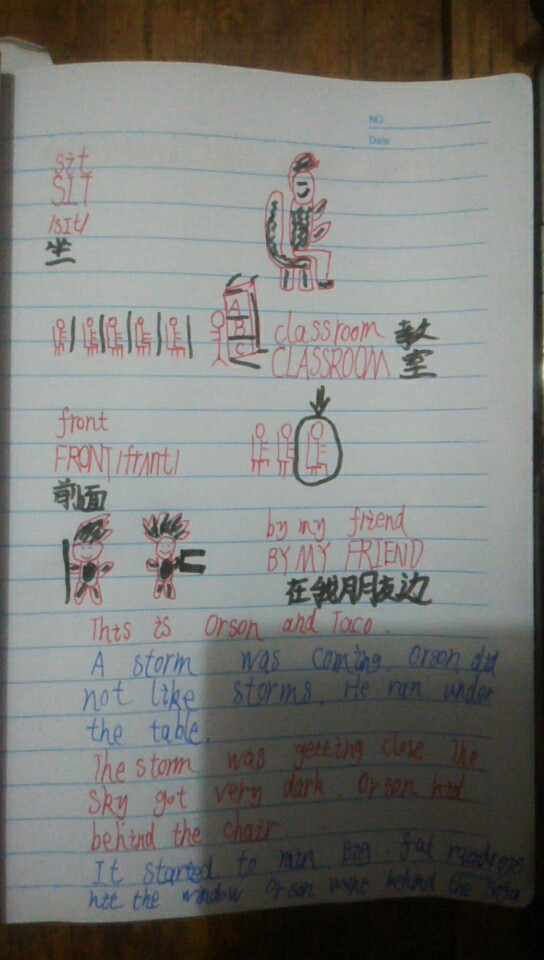 NO
Date
sit
SIT
/sIt/
坐
A
B
C
classroom 教
CLASSROOM 室
front
FRONT /frʌnt/
前面
by my friend
BY MY FRIEND
在我朋友边
This is Orson and Taco.
A storm was coming. Orson did
not like storms. He ran under
the table.
The storm was getting close The
sky got very dark. Orson hid
behind the chair
It started to rain Big. fat raindrops
hit the window Orson went behind the sofa